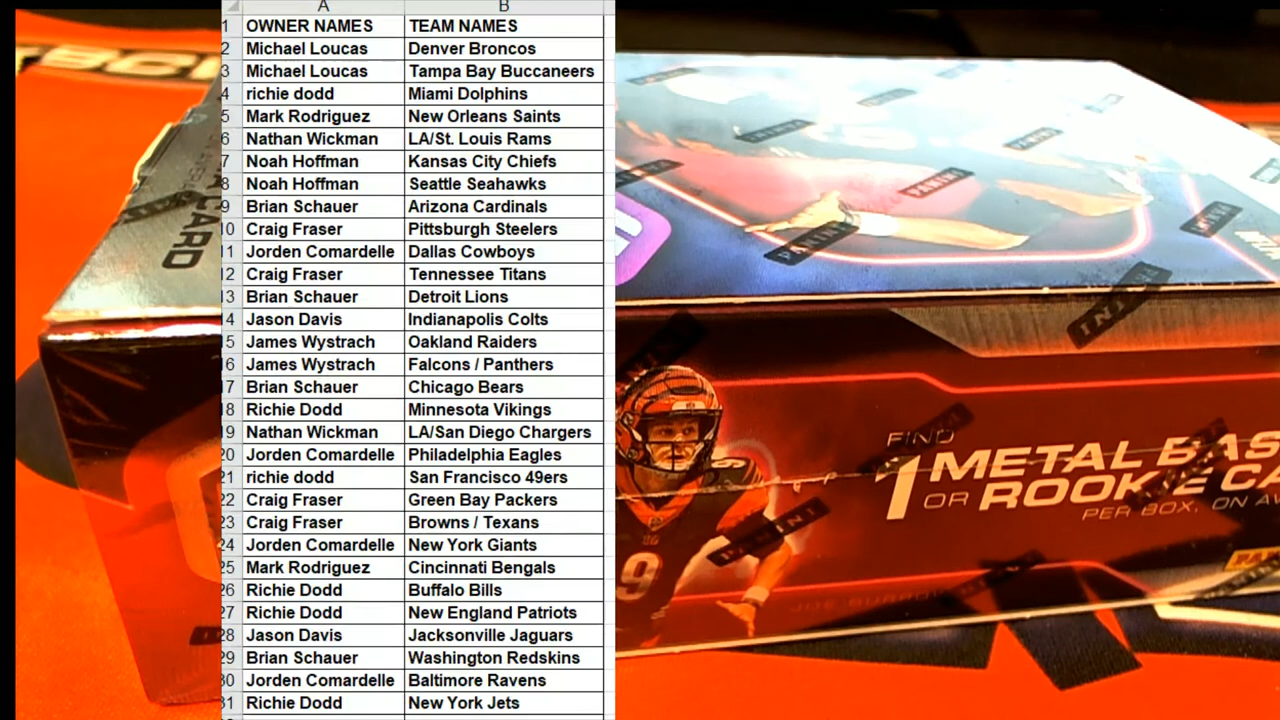 A B
1 OWNER NAMES TEAM NAMES
2 Michael Loucas Denver Broncos
3 Michael Loucas Tampa Bay Buccaneers
4 richie dodd Miami Dolphins
5 Mark Rodriguez New Orleans Saints
6 Nathan Wickman LA/St. Louis Rams
7 Noah Hoffman Kansas City Chiefs
8 Noah Hoffman Seattle Seahawks
9 Brian Schauer Arizona Cardinals
10 Craig Fraser Pittsburgh Steelers
11 Jorden Comardelle Dallas Cowboys
12 Craig Fraser Tennessee Titans
13 Brian Schauer Detroit Lions
14 Jason Davis Indianapolis Colts
15 James Wystrach Oakland Raiders
16 James Wystrach Falcons / Panthers
17 Brian Schauer Chicago Bears
18 Richie Dodd Minnesota Vikings
19 Nathan Wickman LA/San Diego Chargers
20 Jorden Comardelle Philadelphia Eagles
21 richie dodd San Francisco 49ers
22 Craig Fraser Green Bay Packers
23 Craig Fraser Browns / Texans
24 Jorden Comardelle New York Giants
25 Mark Rodriguez Cincinnati Bengals
26 Richie Dodd Buffalo Bills
27 Richie Dodd New England Patriots
28 Jason Davis Jacksonville Jaguars
29 Brian Schauer Washington Redskins
30 Jorden Comardelle Baltimore Ravens
31 Richie Dodd New York Jets
CARD
PANINI
PANINI
PANINI
FIND
1 METAL BAS
OR ROOKIE CA
PER BOX, ON AV
9
JOE BURROW